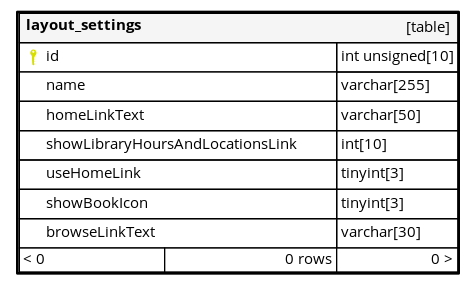 layout_settings [table]
id int unsigned[10]
name varchar[255]
homeLinkText varchar[50]
showLibraryHoursAndLocationsLink int[10]
useHomeLink tinyint[3]
showBookIcon tinyint[3]
browseLinkText varchar[30]
< 0 0 rows 0 >